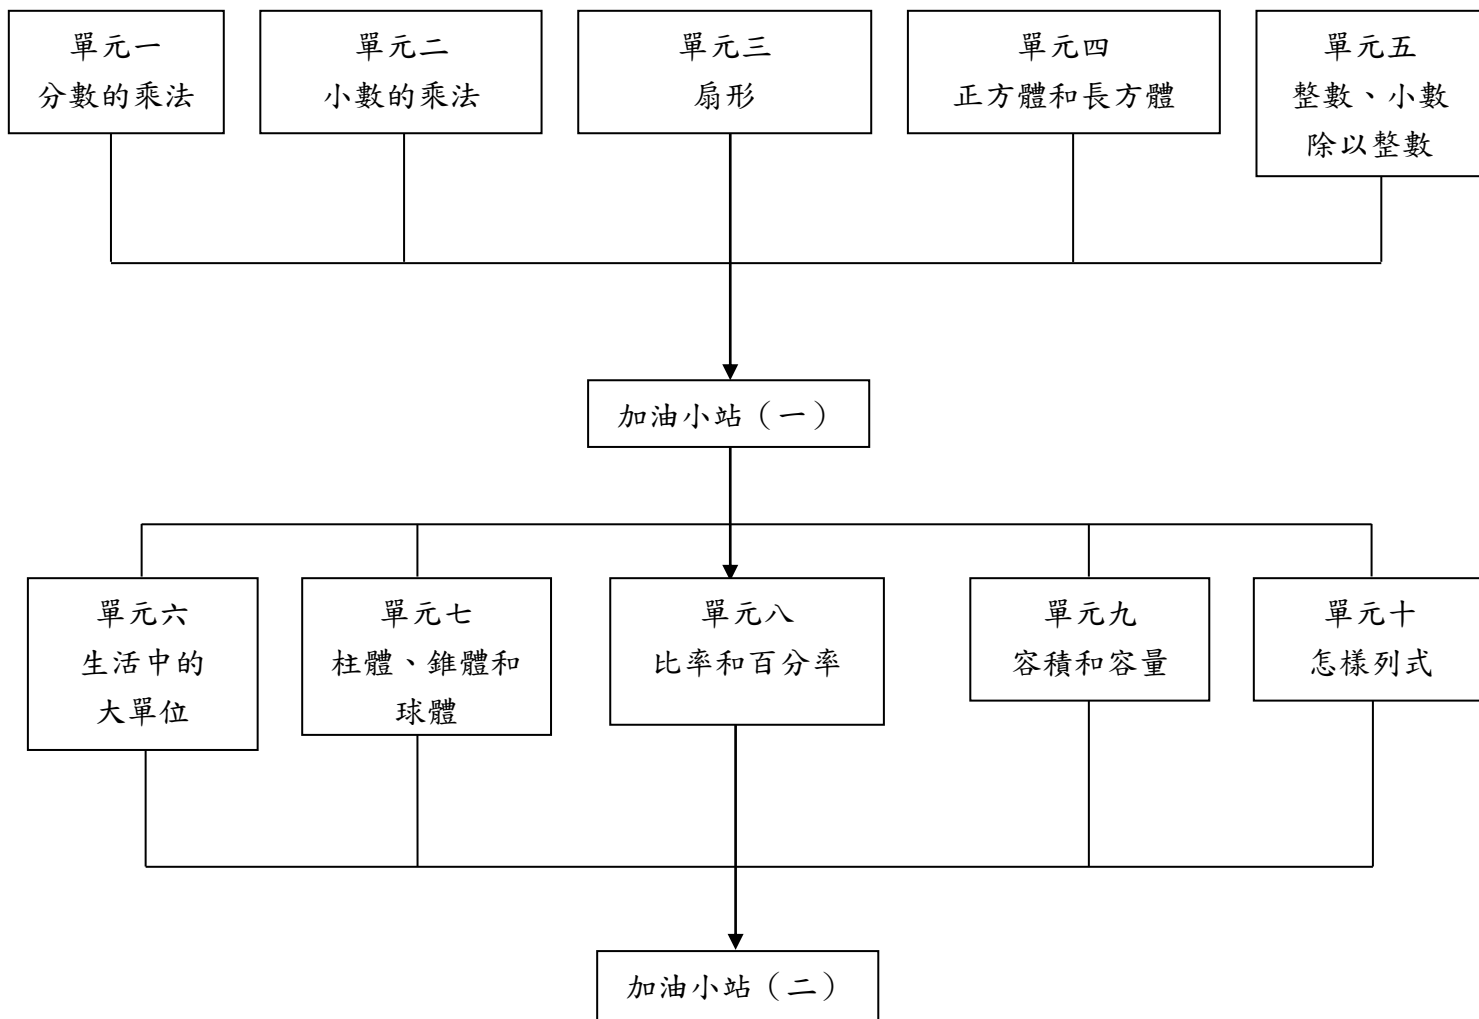 單元一
分數的乘法
單元二
小數的乘法
單元三
扇形
單元四
正方體和長方體
單元五
整數、小數
除以整數
加油小站（一）
單元六
生活中的
大單位
單元七
柱體、錐體和
球體
單元八
比率和百分率
單元九
容積和容量
單元十
怎樣列式
加油小站（二）